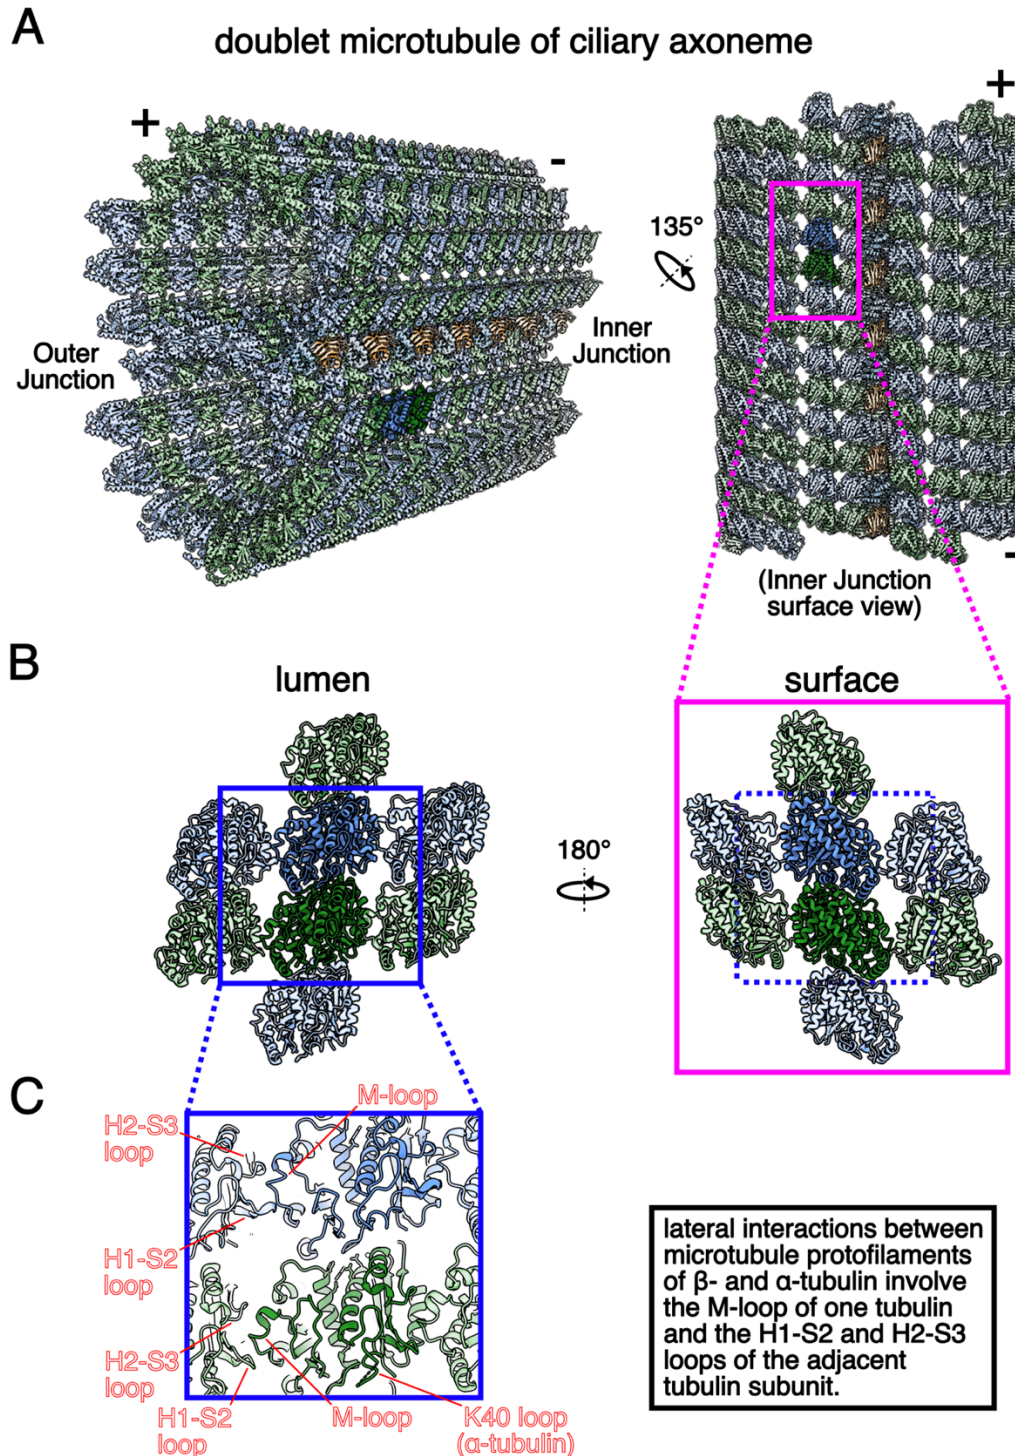 A
doublet microtubule of ciliary axoneme
+
-
Outer
Junction
Inner
Junction
135°
+
-
(Inner Junction
surface view)
B
lumen
surface
180°
C
H2-S3
loop
M-loop
H1-S2
loop
H2-S3
loop
H1-S2
loop
M-loop
K40 loop
(α-tubulin)
lateral interactions between
microtubule protofilaments
of β- and α-tubulin involve
the M-loop of one tubulin
and the H1-S2 and H2-S3
loops of the adjacent
tubulin subunit.